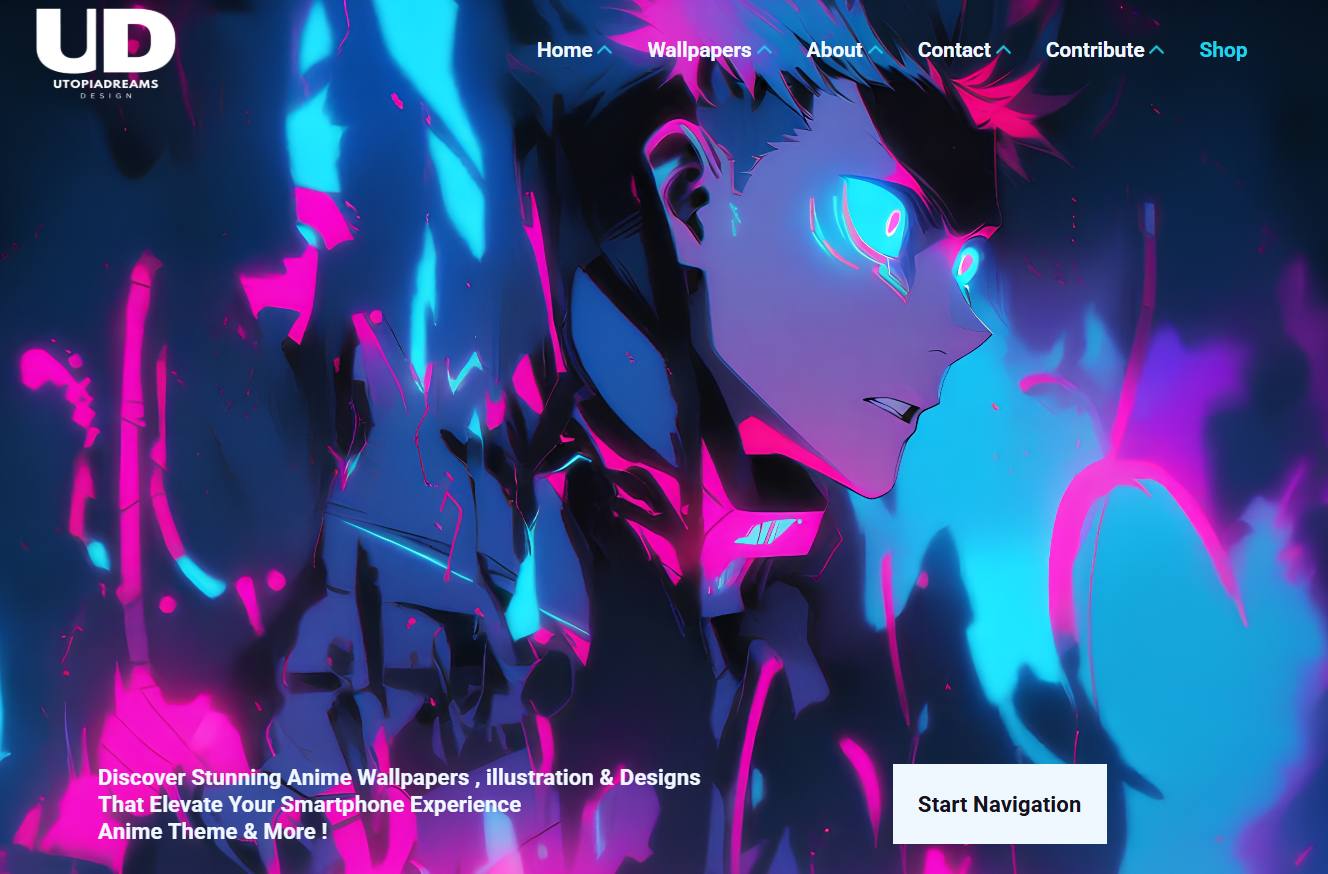 UD
UTOPIADREAMS
DESIGN
Home Wallpapers About Contact Contribute Shop
Discover Stunning Anime Wallpapers , illustration & Designs
That Elevate Your Smartphone Experience
Anime Theme & More !
Start Navigation